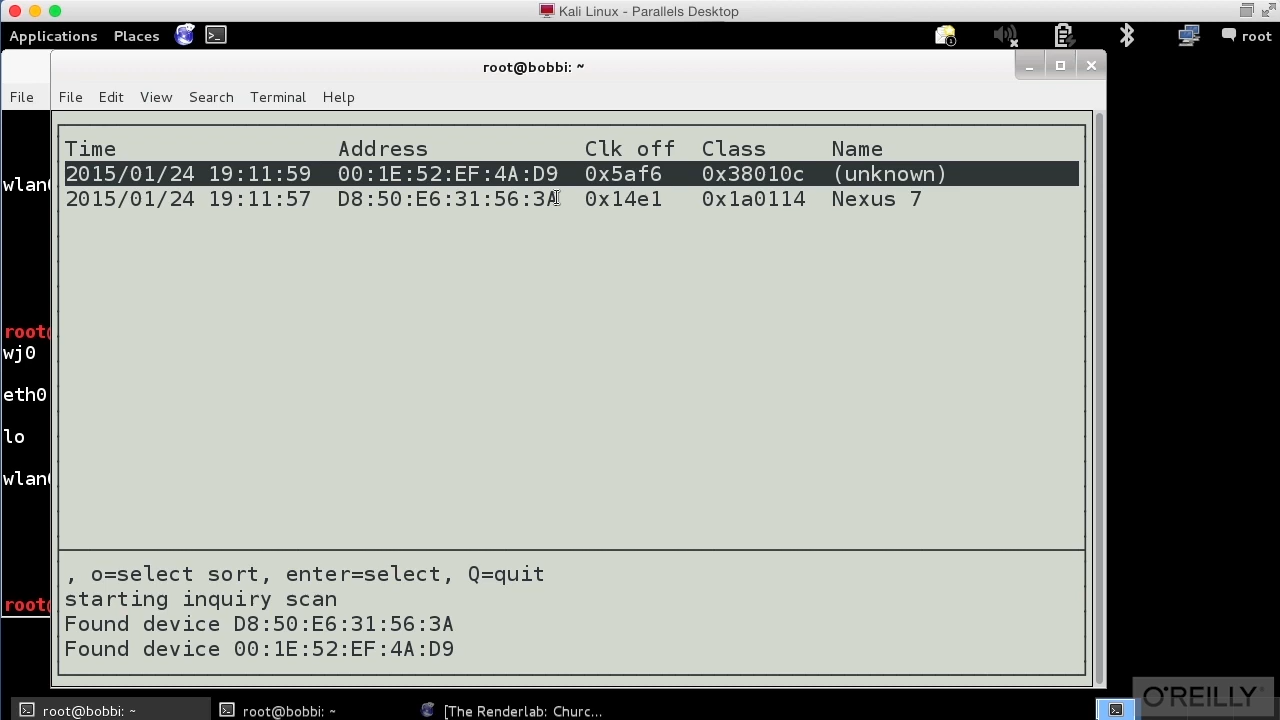 Kali Linux - Parallels Desktop
Applications Places root
root@bobbi: ~
File
File Edit View Search Terminal Help
Time Address Clk off Class Name
2015/01/24 19:11:59 00:1E:52:EF:4A:D9 0x5af6 0x38010c (unknown)
2015/01/24 19:11:57 D8:50:E6:31:56:3A 0x14e1 0x1a0114 Nexus 7
wlan0
root@
wj0
eth0
lo
wlan0
root@
, o=select sort, enter=select, Q=quit
starting inquiry scan
Found device D8:50:E6:31:56:3A
Found device 00:1E:52:EF:4A:D9
O'REILLY
root@bobbi: ~ root@bobbi: ~ [The Renderlab: Churc...